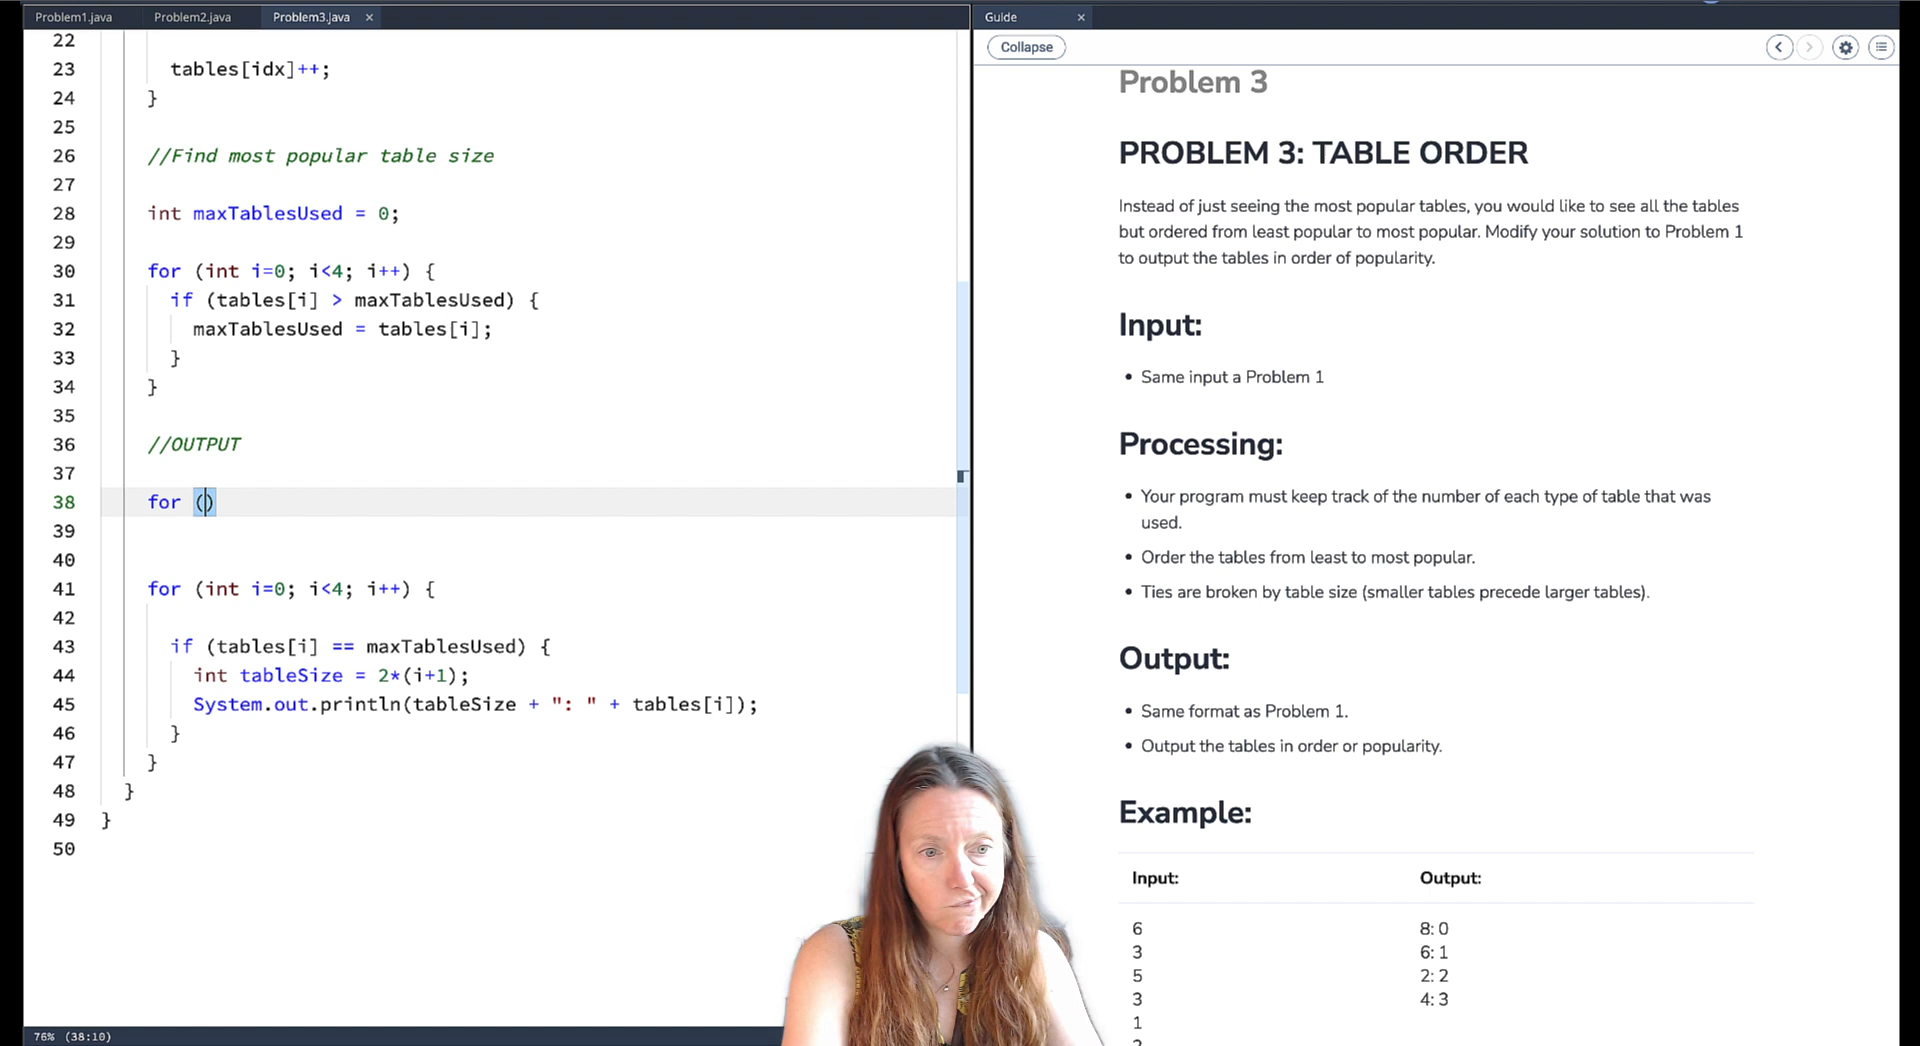 Problem1.java Problem2.java Problem3.java ×
22
23 tables[idx]++;
24 }
25
26 //Find most popular table size
27
28 int maxTablesUsed = 0;
29
30 for (int i=0; i<4; i++) {
31 if (tables[i] > maxTablesUsed) {
32 maxTablesUsed = tables[i];
33 }
34 }
35
36 //OUTPUT
37
38 for ()
39
40
41 for (int i=0; i<4; i++) {
42
43 if (tables[i] == maxTablesUsed) {
44 int tableSize = 2*(i+1);
45 System.out.println(tableSize + ": " + tables[i]);
46 }
47 }
48 }
49 }
50
76% (38:10)
Guide ×
Collapse
Problem 3
PROBLEM 3: TABLE ORDER
Instead of just seeing the most popular tables, you would like to see all the tables
but ordered from least popular to most popular. Modify your solution to Problem 1
to output the tables in order of popularity.
Input:
• Same input a Problem 1
Processing:
• Your program must keep track of the number of each type of table that was
used.
• Order the tables from least to most popular.
• Ties are broken by table size (smaller tables precede larger tables).
Output:
• Same format as Problem 1.
• Output the tables in order or popularity.
Example:
Input: Output:
6 8: 0
3 6: 1
5 2: 2
3 4: 3
1